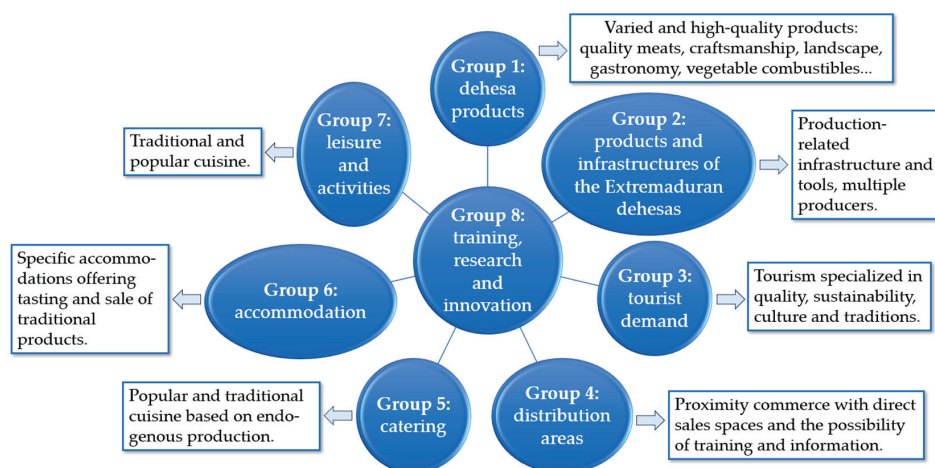 Group 1:
dehesa
products
Varied and high-quality products:
quality meats, craftsmanship, landscape,
gastronomy, vegetable combustibles...
Group 2:
products and
infrastructures of
the Extremaduran
dehesas
Production-
related
infrastructure and
tools, multiple
producers.
Group 3:
tourist
demand
Tourism specialized in
quality, sustainability,
culture and traditions.
Group 4:
distribution
areas
Proximity commerce with direct
sales spaces and the possibility
of training and information.
Group 5:
catering
Popular and traditional
cuisine based on endo-
genous production.
Group 6:
accommodation
Specific accommo-
dations offering
tasting and sale of
traditional
products.
Group 7:
leisure
and
activities
Traditional and
popular cuisine.
Group 8:
training,
research
and
innovation